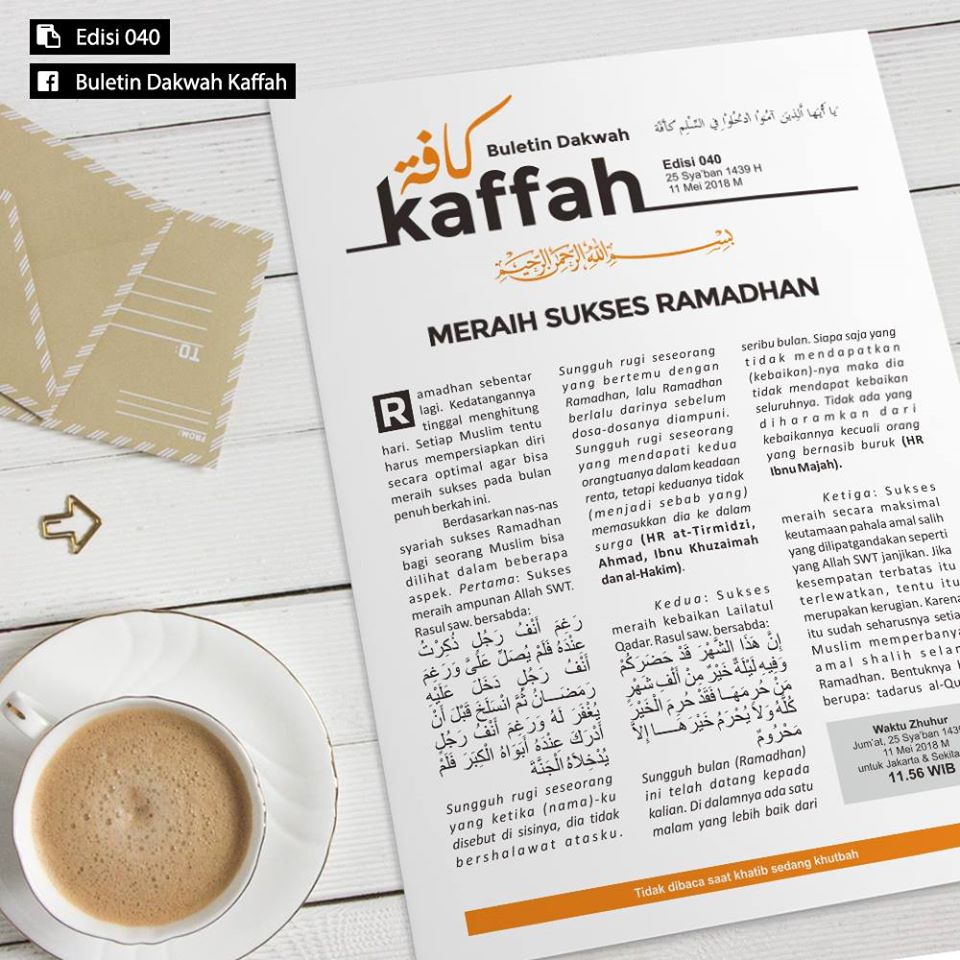 Edisi 040
Buletin Dakwah Kaffah
TO:
FROM:
كافة
Buletin Dakwah
kaffah
يَا أَيُّهَا الَّذِينَ آمَنُوا ادْخُلُوا فِي السِّلْمِ كَافَّةً
Edisi 040
25 Sya'ban 1439 H
11 Mei 2018 M
بِسْمِ اللهِ الرَّحْمَنِ الرَّحِيْمِ
MERAIH SUKSES RAMADHAN
Ramadhan sebentar
lagi. Kedatangannya
tinggal menghitung
hari. Setiap Muslim tentu
harus mempersiapkan diri
secara optimal agar bisa
meraih sukses pada bulan
penuh berkah ini.
Berdasarkan nas-nas
syariah sukses Ramadhan
bagi seorang Muslim bisa
dilihat dalam beberapa
aspek. Pertama: Sukses
meraih ampunan Allah SWT.
Rasul saw. bersabda:
رَغِمَ أَنْفُ رَجُلٍ ذُكِرْتُ
عِنْدَهُ فَلَمْ يُصَلِّ عَلَيَّ وَرَغِمَ
أَنْفُ رَجُلٍ دَخَلَ عَلَيْهِ
رَمَضَــانُ ثُمَّ انْسَلَخَ قَبْلَ أَنْ
يُغْفَرَ لَهُ وَرَغِمَ أَنْفُ رَجُلٍ
أَدْرَكَ عِنْدَهُ أَبَوَاهُ الْكِبَرَ فَلَمْ
يُدْخِلاَهُ الْجَنَّةَ
Sungguh rugi seseorang
yang ketika (nama)-ku
disebut di sisinya, dia tidak
bershalawat atasku.
Sungguh rugi seseorang
yang bertemu dengan
Ramadhan, lalu Ramadhan
berlalu darinya sebelum
dosa-dosanya diampuni.
Sungguh rugi seseorang
yang mendapati kedua
orangtuanya dalam keadaan
renta, tetapi keduanya tidak
(menjadi sebab yang)
memasukkan dia ke dalam
surga (HR at-Tirmidzi,
Ahmad, Ibnu Khuzaimah
dan al-Hakim).
Kedua: Sukses
meraih kebaikan Lailatul
Qadar. Rasul saw. bersabda:
إِنَّ هَذَا الشَّهْرَ قَدْ حَضَرَكُمْ
وَفِيهِ لَيْلَةٌ خَيْرٌ مِنْ أَلْفِ شَهْرٍ
مَنْ حُرِمَهَــا فَقَدْ حُرِمَ الْخَيْرَ
كُلَّهُ وَلاَ يُحْرَمُ خَيْرَهَــــا إِلاَّ
مَحْرُومٌ
Sungguh bulan (Ramadhan)
ini telah datang kepada
kalian. Di dalamnya ada satu
malam yang lebih baik dari
seribu bulan. Siapa saja yang
tidak mendapatkan
(kebaikan)-nya maka dia
tidak mendapat kebaikan
seluruhnya. Tidak ada yang
diharamkan dari
kebaikannya kecuali orang
yang bernasib buruk (HR
Ibnu Majah).
Ketiga: Sukses
meraih secara maksimal
keutamaan pahala amal salih
yang dilipatgandakan seperti
yang Allah SWT janjikan. Jika
kesempatan terbatas itu
terlewatkan, tentu itu
merupakan kerugian. Karena
itu sudah seharusnya setia
Muslim memperbanya
amal shalih selam
Ramadhan. Bentuknya b
berupa: tadarus al-Qu
Waktu Zhuhur
Jum'at, 25 Sya'ban 1439
11 Mei 2018 M
untuk Jakarta & Sekita
11.56 WIB
Tidak dibaca saat khatib sedang khutbah